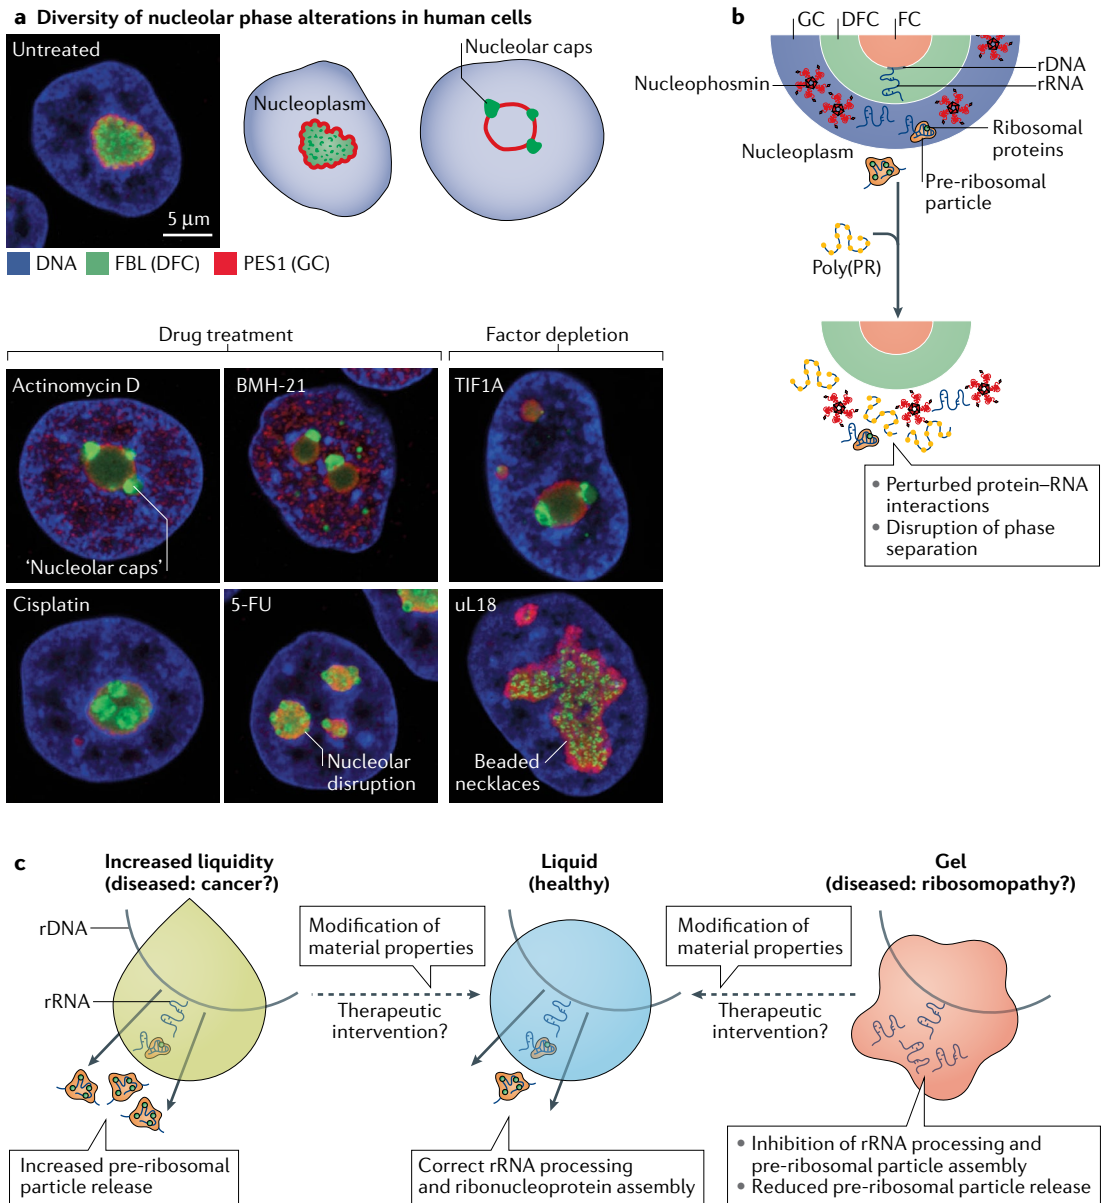 a Diversity of nucleolar phase alterations in human cells
Untreated
5 μm
Nucleoplasm
Nucleolar caps
DNA
FBL (DFC)
PES1 (GC)
Drug treatment
Factor depletion
Actinomycin D
'Nucleolar caps'
BMH-21
TIF1A
Cisplatin
5-FU
Nucleolar
disruption
uL18
Beaded
necklaces
b
GC
DFC
FC
rDNA
rRNA
Nucleophosmin
Ribosomal
proteins
Nucleoplasm
Pre-ribosomal
particle
Poly(PR)
• Perturbed protein–RNA
interactions
• Disruption of phase
separation
c
Increased liquidity
(diseased: cancer?)
rDNA
rRNA
Increased pre-ribosomal
particle release
Modification of
material properties
Therapeutic
intervention?
Liquid
(healthy)
Correct rRNA processing
and ribonucleoprotein assembly
Modification of
material properties
Therapeutic
intervention?
Gel
(diseased: ribosomopathy?)
• Inhibition of rRNA processing and
pre-ribosomal particle assembly
• Reduced pre-ribosomal particle release